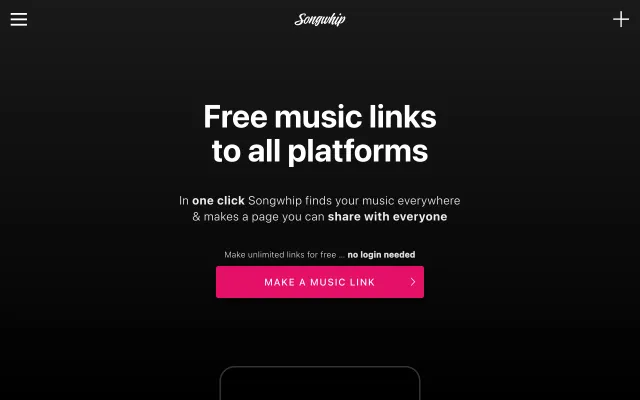 Songwhip
Free music links
to all platforms
In one click Songwhip finds your music everywhere
& makes a page you can share with everyone
Make unlimited links for free ... no login needed
MAKE A MUSIC LINK